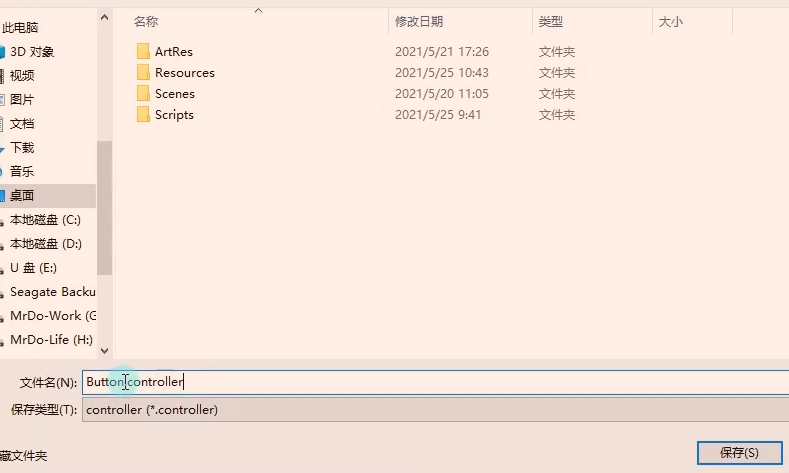 名称 修改日期 类型 大小
此电脑
3D 对象
视频
图片
文档
下载
音乐
桌面
本地磁盘 (C:)
本地磁盘 (D:)
U 盘 (E:)
Seagate Backu
MrDo-Work (G
MrDo-Life (H:)
ArtRes 2021/5/21 17:26 文件夹
Resources 2021/5/25 10:43 文件夹
Scenes 2021/5/20 11:05 文件夹
Scripts 2021/5/25 9:41 文件夹
文件名(N): Button.controller
保存类型(T): controller (*.controller)
藏文件夹
保存(S)